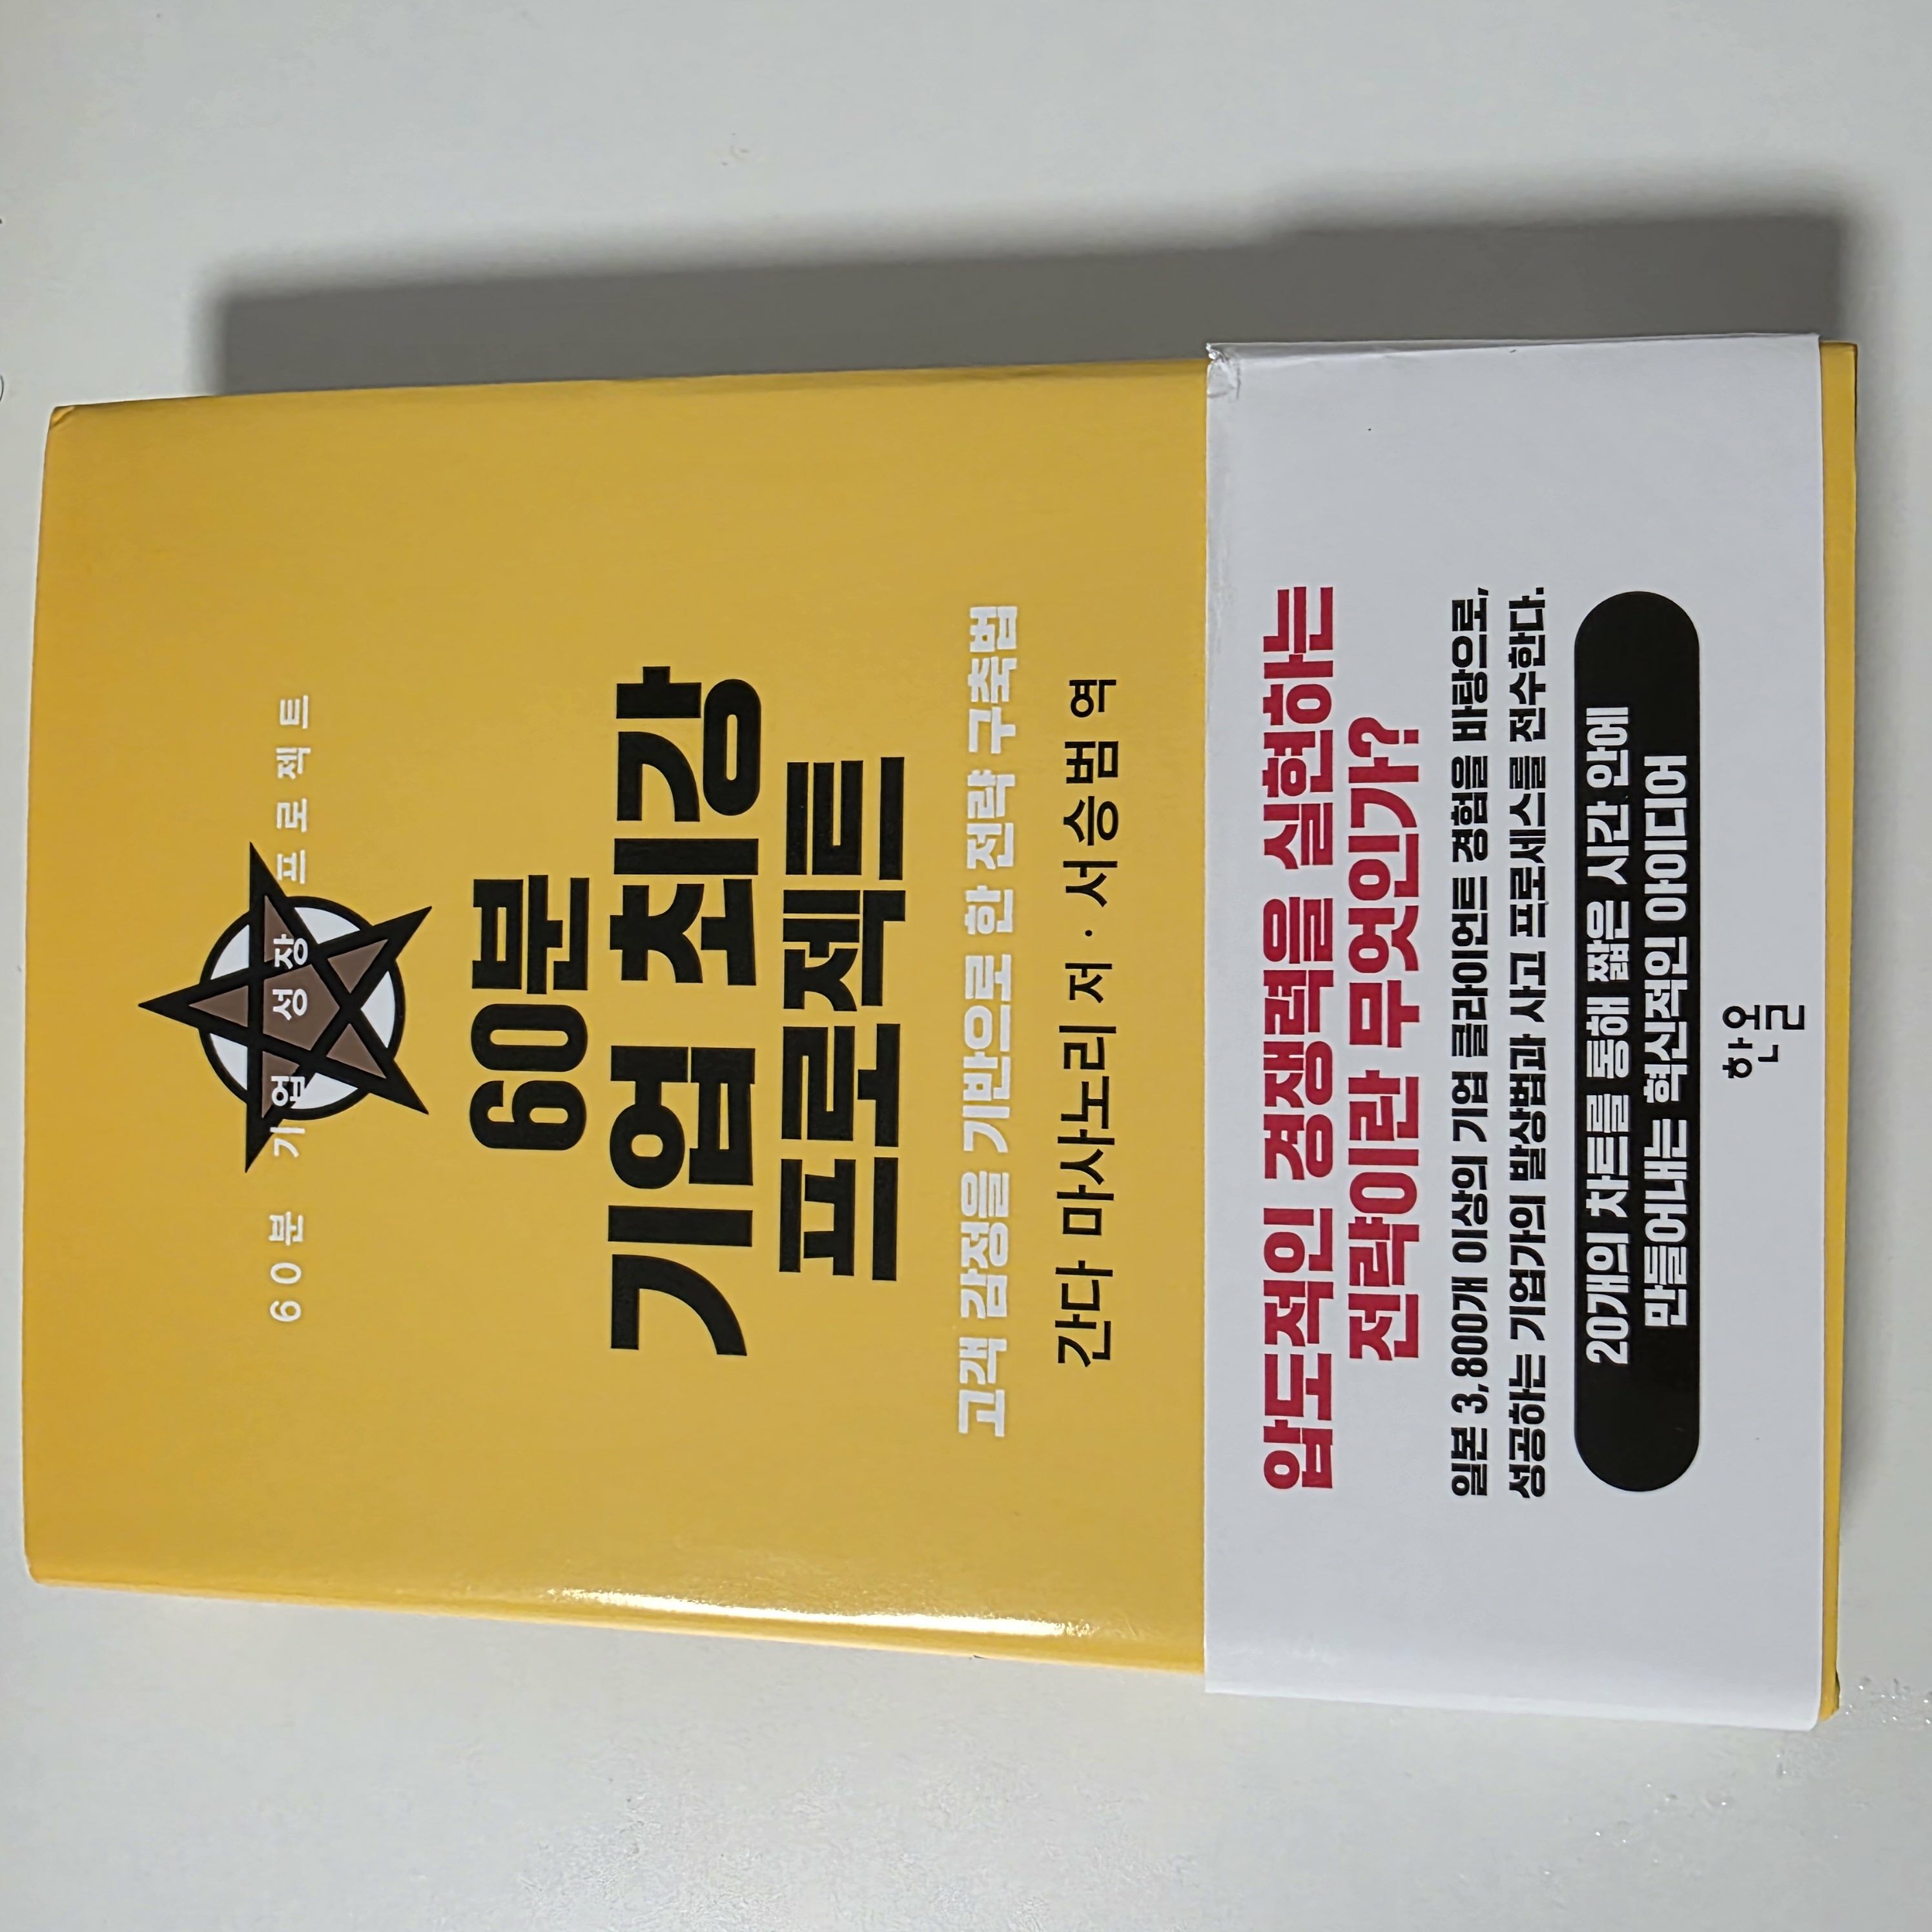 60분 기업 성장 프로젝트
60분
기업 최강
프로젝트
고객 감정을 기반으로 한 전략 구축법
간다 마사노리 저 · 서승범 역
압도적인 경쟁력을 실현하는
전략이란 무엇인가?
일본 3,800개 이상의 기업 클라이언트 경험을 바탕으로,
성공하는 기업가의 발상법과 사고 프로세스를 전수한다.
20개의 차트를 통해 짧은 시간 안에
만들어내는 혁신적인 아이디어
한올